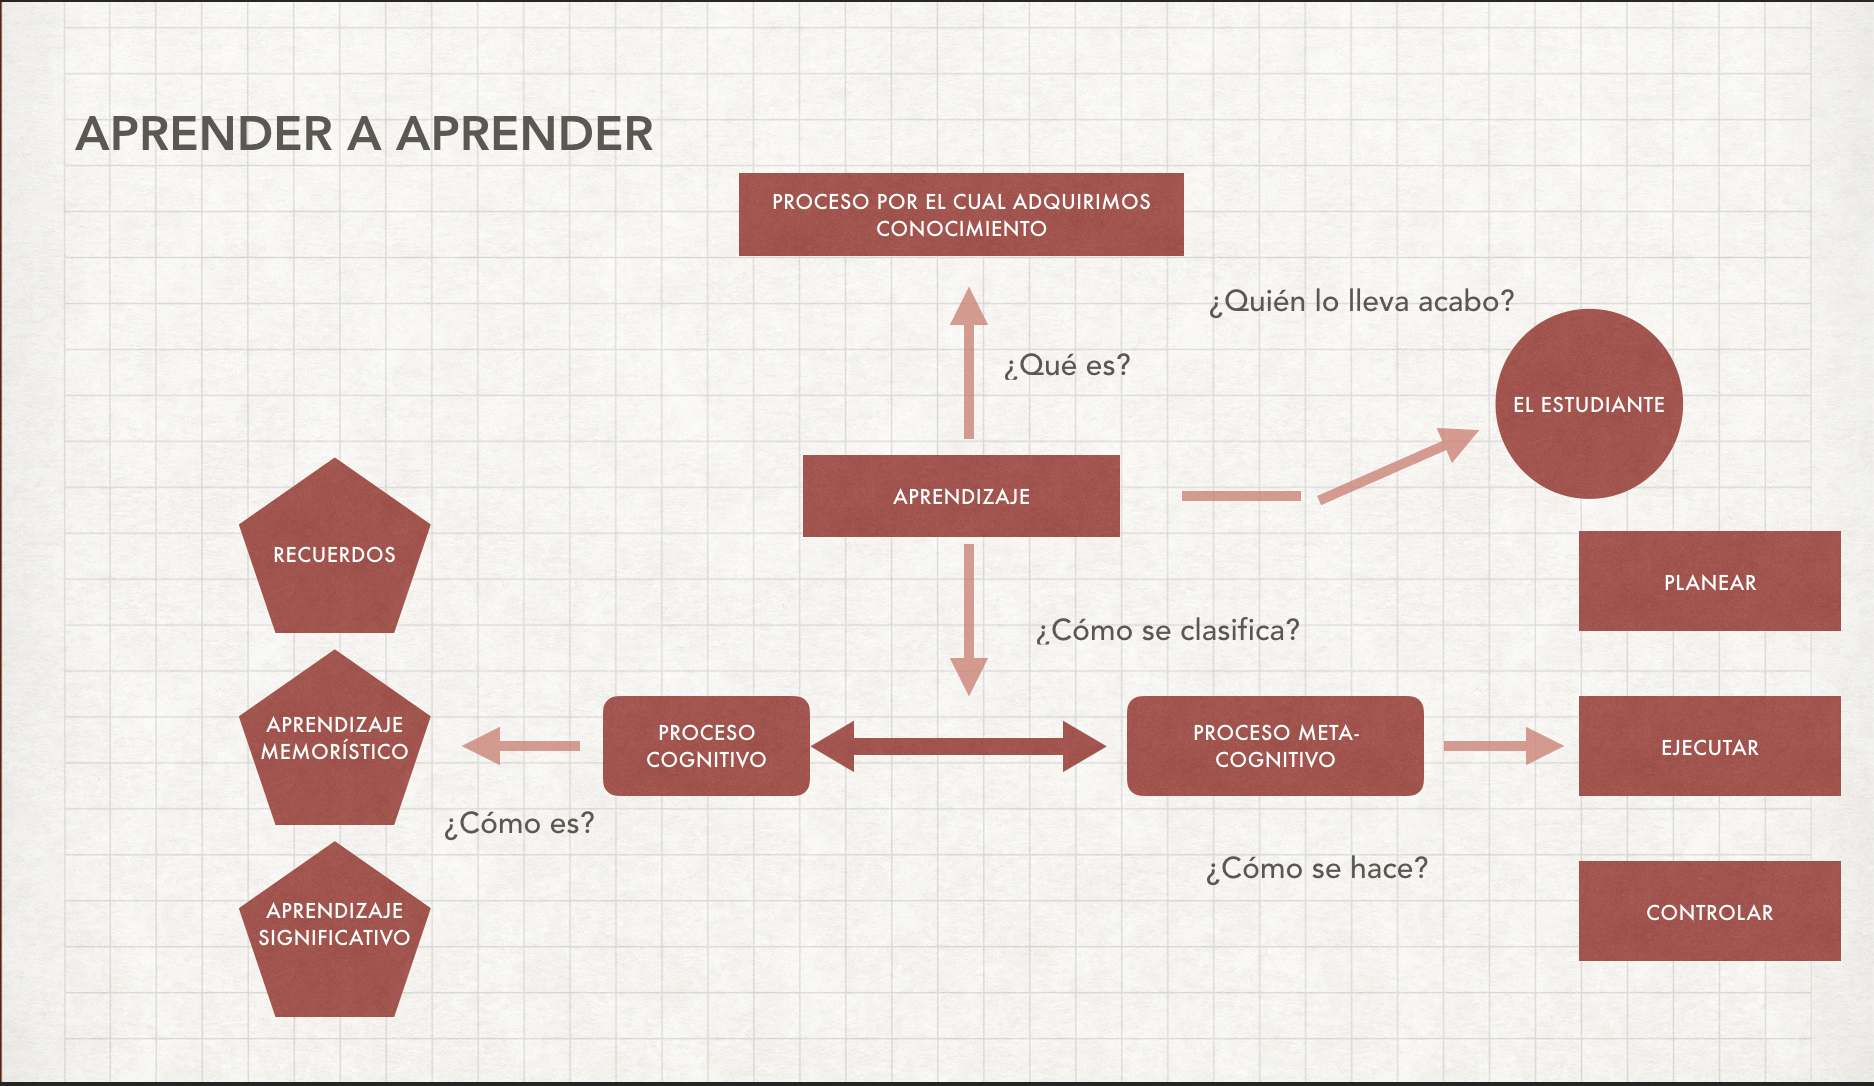 APRENDER A APRENDER
PROCESO POR EL CUAL ADQUIRIMOS
CONOCIMIENTO
¿Quién lo lleva acabo?
¿Qué es?
EL ESTUDIANTE
APRENDIZAJE
RECUERDOS
PLANEAR
¿Cómo se clasifica?
APRENDIZAJE
MEMORÍSTICO
PROCESO
COGNITIVO
PROCESO META-
COGNITIVO
EJECUTAR
¿Cómo es?
¿Cómo se hace?
APRENDIZAJE
SIGNIFICATIVO
CONTROLAR